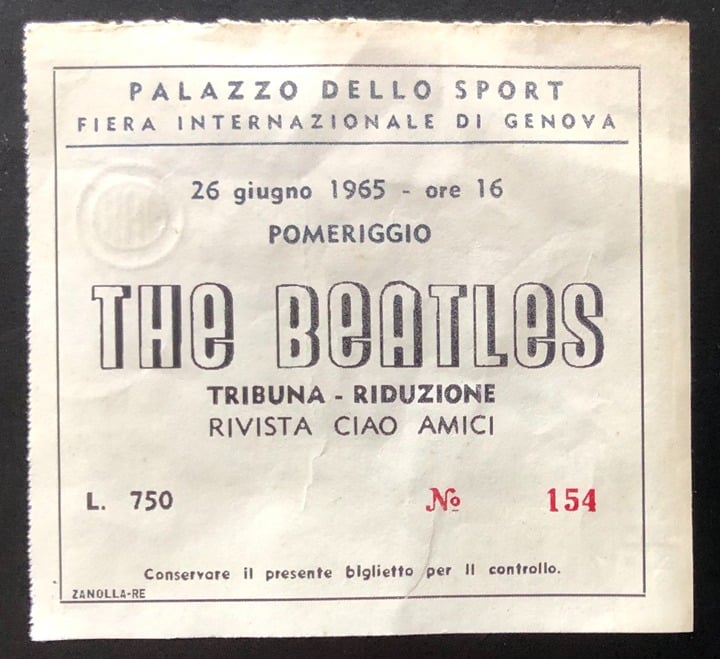 PALAZZO DELLO SPORT
FIERA INTERNAZIONALE DI GENOVA
26 giugno 1965 - ore 16
POMERIGGIO
THE BEATLES
TRIBUNA - RIDUZIONE
RIVISTA CIAO AMICI
L. 750 № 154
Conservare il presente biglietto per il controllo.
ZANOLLA-RE